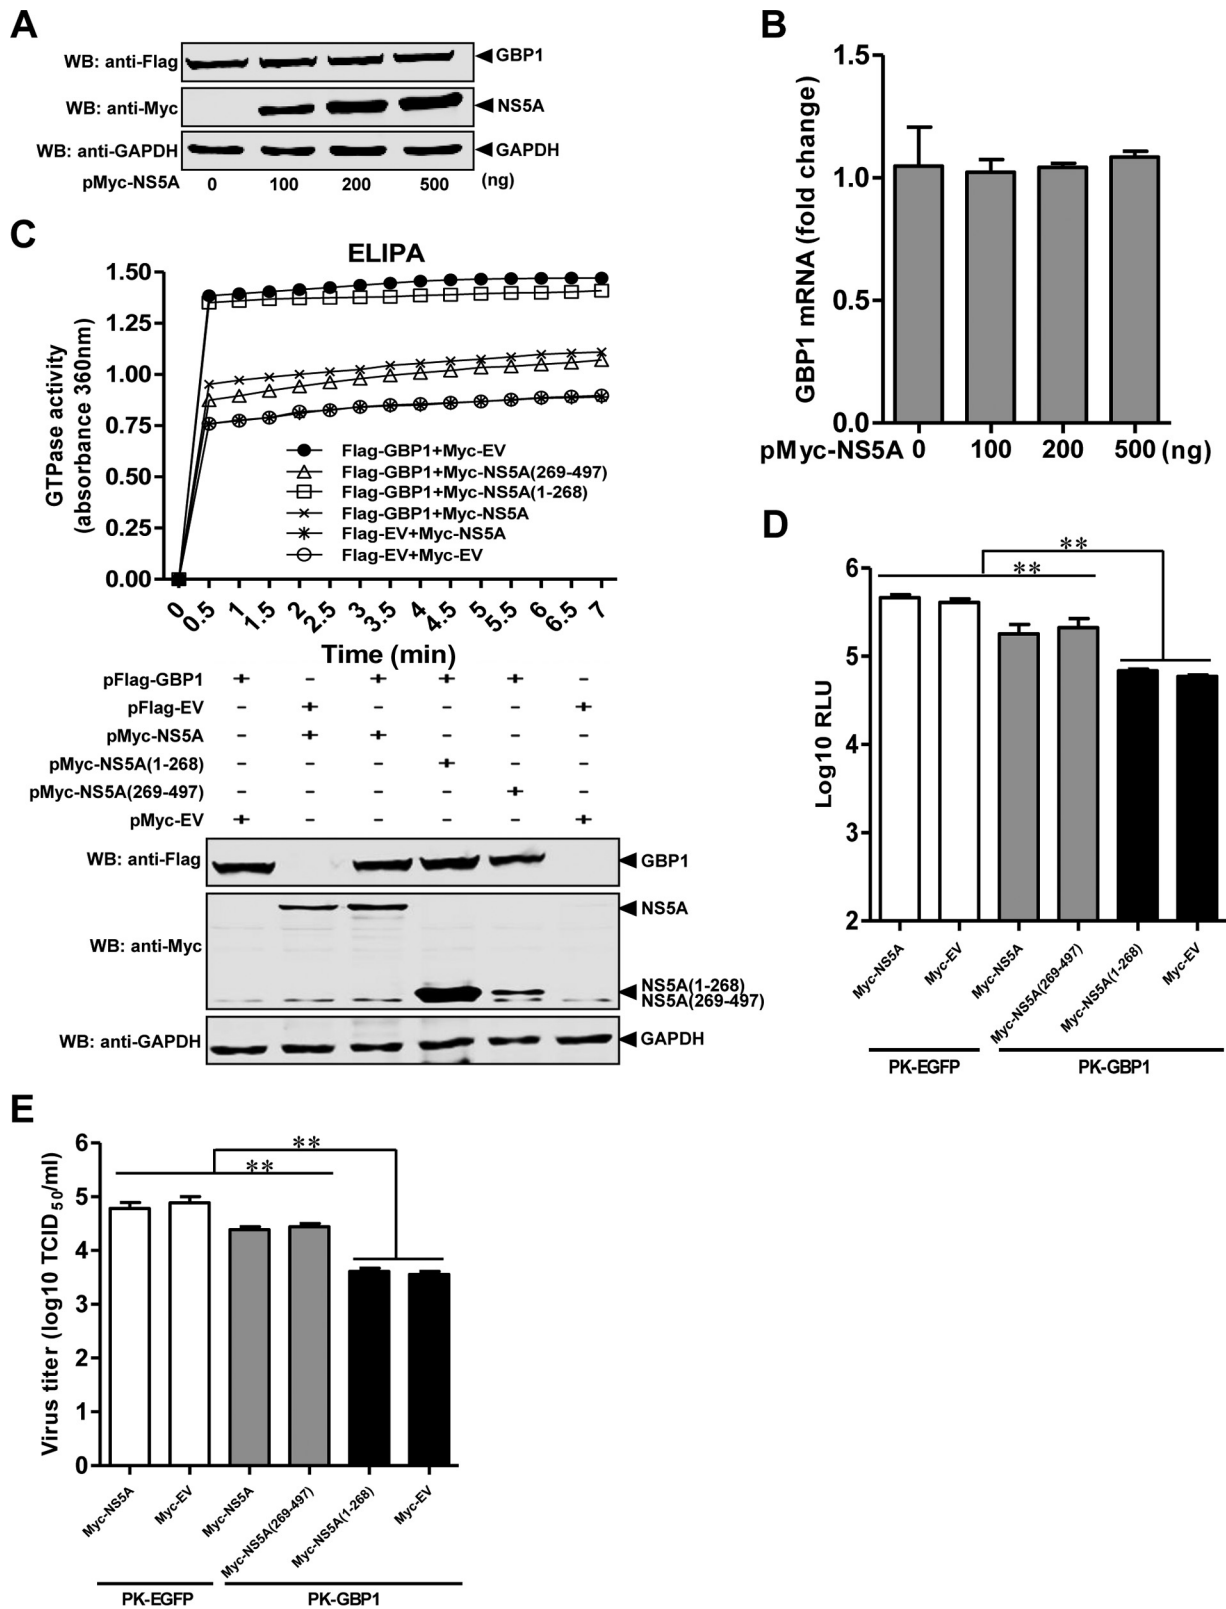 A
WB: anti-Flag
GBP1
WB: anti-Myc
NS5A
WB: anti-GAPDH
GAPDH
pMyc-NS5A 0 100 200 500 (ng)
B
GBP1 mRNA (fold change)
1.5
1.0
0.5
0.0
pMyc-NS5A 0 100 200 500 (ng)
C
ELIPA
GTPase activity
(absorbance 360nm)
1.50
1.25
1.00
0.75
0.50
0.25
0.00
Flag-GBP1+Myc-EV
Flag-GBP1+Myc-NS5A(269-497)
Flag-GBP1+Myc-NS5A(1-268)
Flag-GBP1+Myc-NS5A
Flag-EV+Myc-NS5A
Flag-EV+Myc-EV
0 0.5 1 1.5 2 2.5 3 3.5 4 4.5 5 5.5 6 6.5 7
Time (min)
pFlag-GBP1 + - + + + -
pFlag-EV - + - - - +
pMyc-NS5A - + + - - -
pMyc-NS5A(1-268) - - - + - -
pMyc-NS5A(269-497) - - - - + -
pMyc-EV + - - - - +
WB: anti-Flag
GBP1
WB: anti-Myc
NS5A
NS5A(1-268)
NS5A(269-497)
WB: anti-GAPDH
GAPDH
D
Log10 RLU
6
5
4
3
2
**
**
Myc-NS5A
Myc-EV
Myc-NS5A
Myc-NS5A(269-497)
Myc-NS5A(1-268)
Myc-EV
PK-EGFP
PK-GBP1
E
Virus titer (log10 TCID50/ml)
6
5
4
3
2
1
0
**
**
Myc-NS5A
Myc-EV
Myc-NS5A
Myc-NS5A(269-497)
Myc-NS5A(1-268)
Myc-EV
PK-EGFP
PK-GBP1